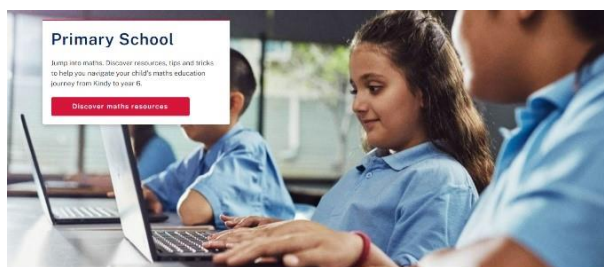 Primary School
Jump into maths. Discover resources, tips and tricks
to help you navigate your child's maths education
journey from Kindy to year 6.
Discover maths resources